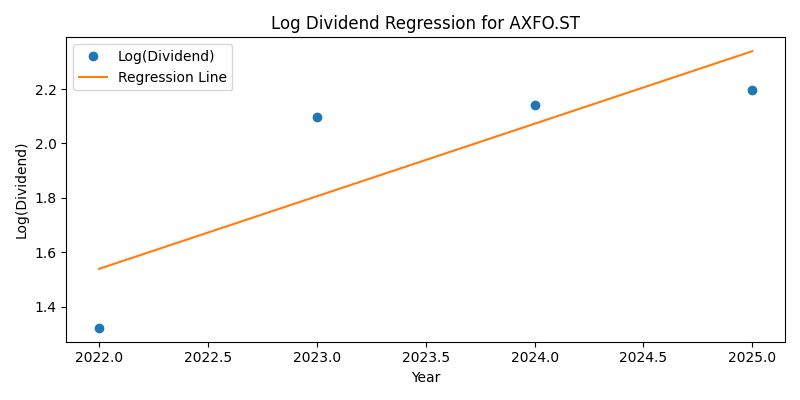 Log Dividend Regression for AXFO.ST
Log(Dividend)
Regression Line
Log(Dividend)
2.2
2.0
1.8
1.6
1.4
2022.0 2022.5 2023.0 2023.5 2024.0 2024.5 2025.0
Year